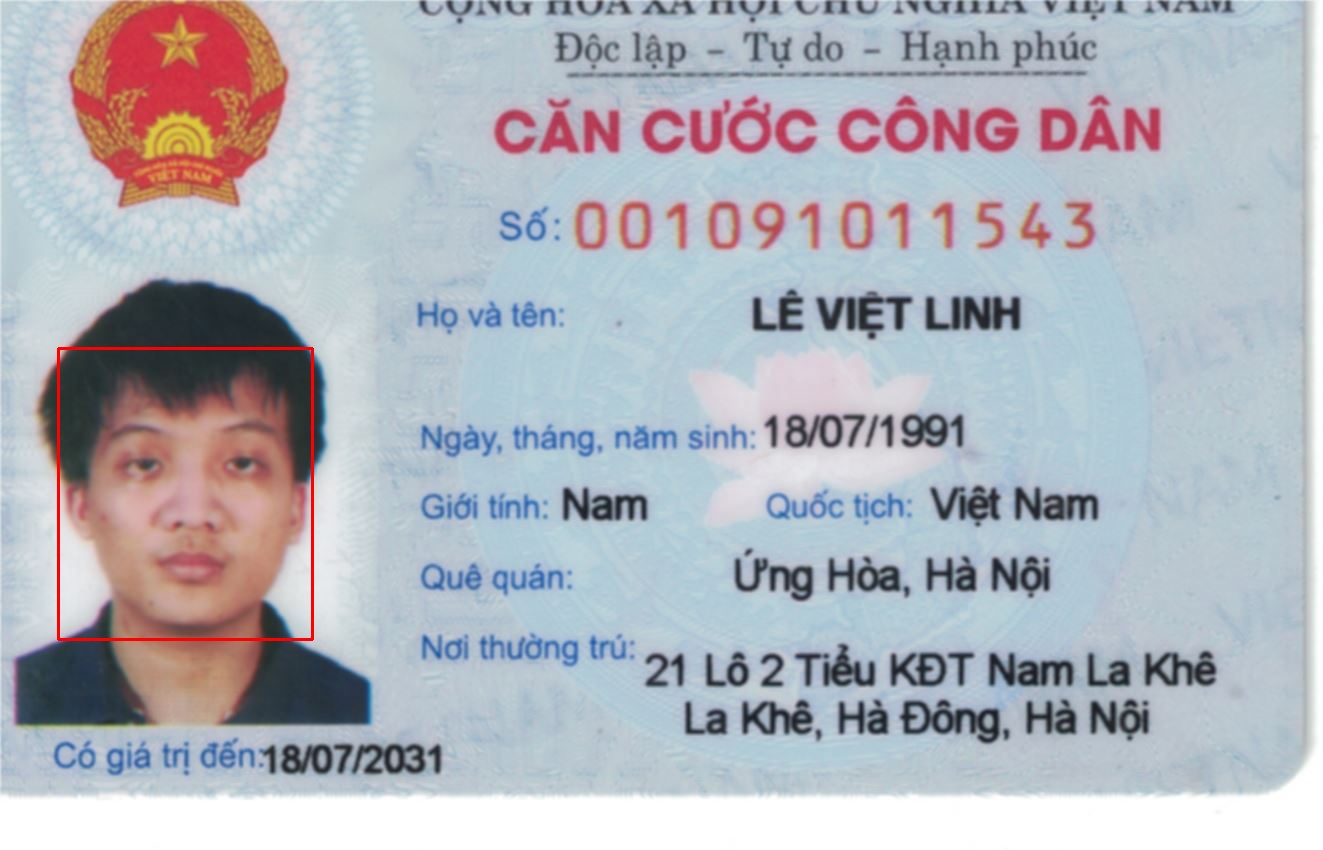 CỘNG HÒA XÃ HỘI CHỦ NGHĨA VIỆT NAM
Độc lập - Tự do - Hạnh phúc
CĂN CƯỚC CÔNG DÂN
VIỆT NAM
Số: 001091011543
Họ và tên: LÊ VIỆT LINH
Ngày, tháng, năm sinh: 18/07/1991
Giới tính: Nam Quốc tịch: Việt Nam
Quê quán: Ứng Hòa, Hà Nội
Nơi thường trú: 21 Lô 2 Tiểu KĐT Nam La Khê
La Khê, Hà Đông, Hà Nội
Có giá trị đến: 18/07/2031